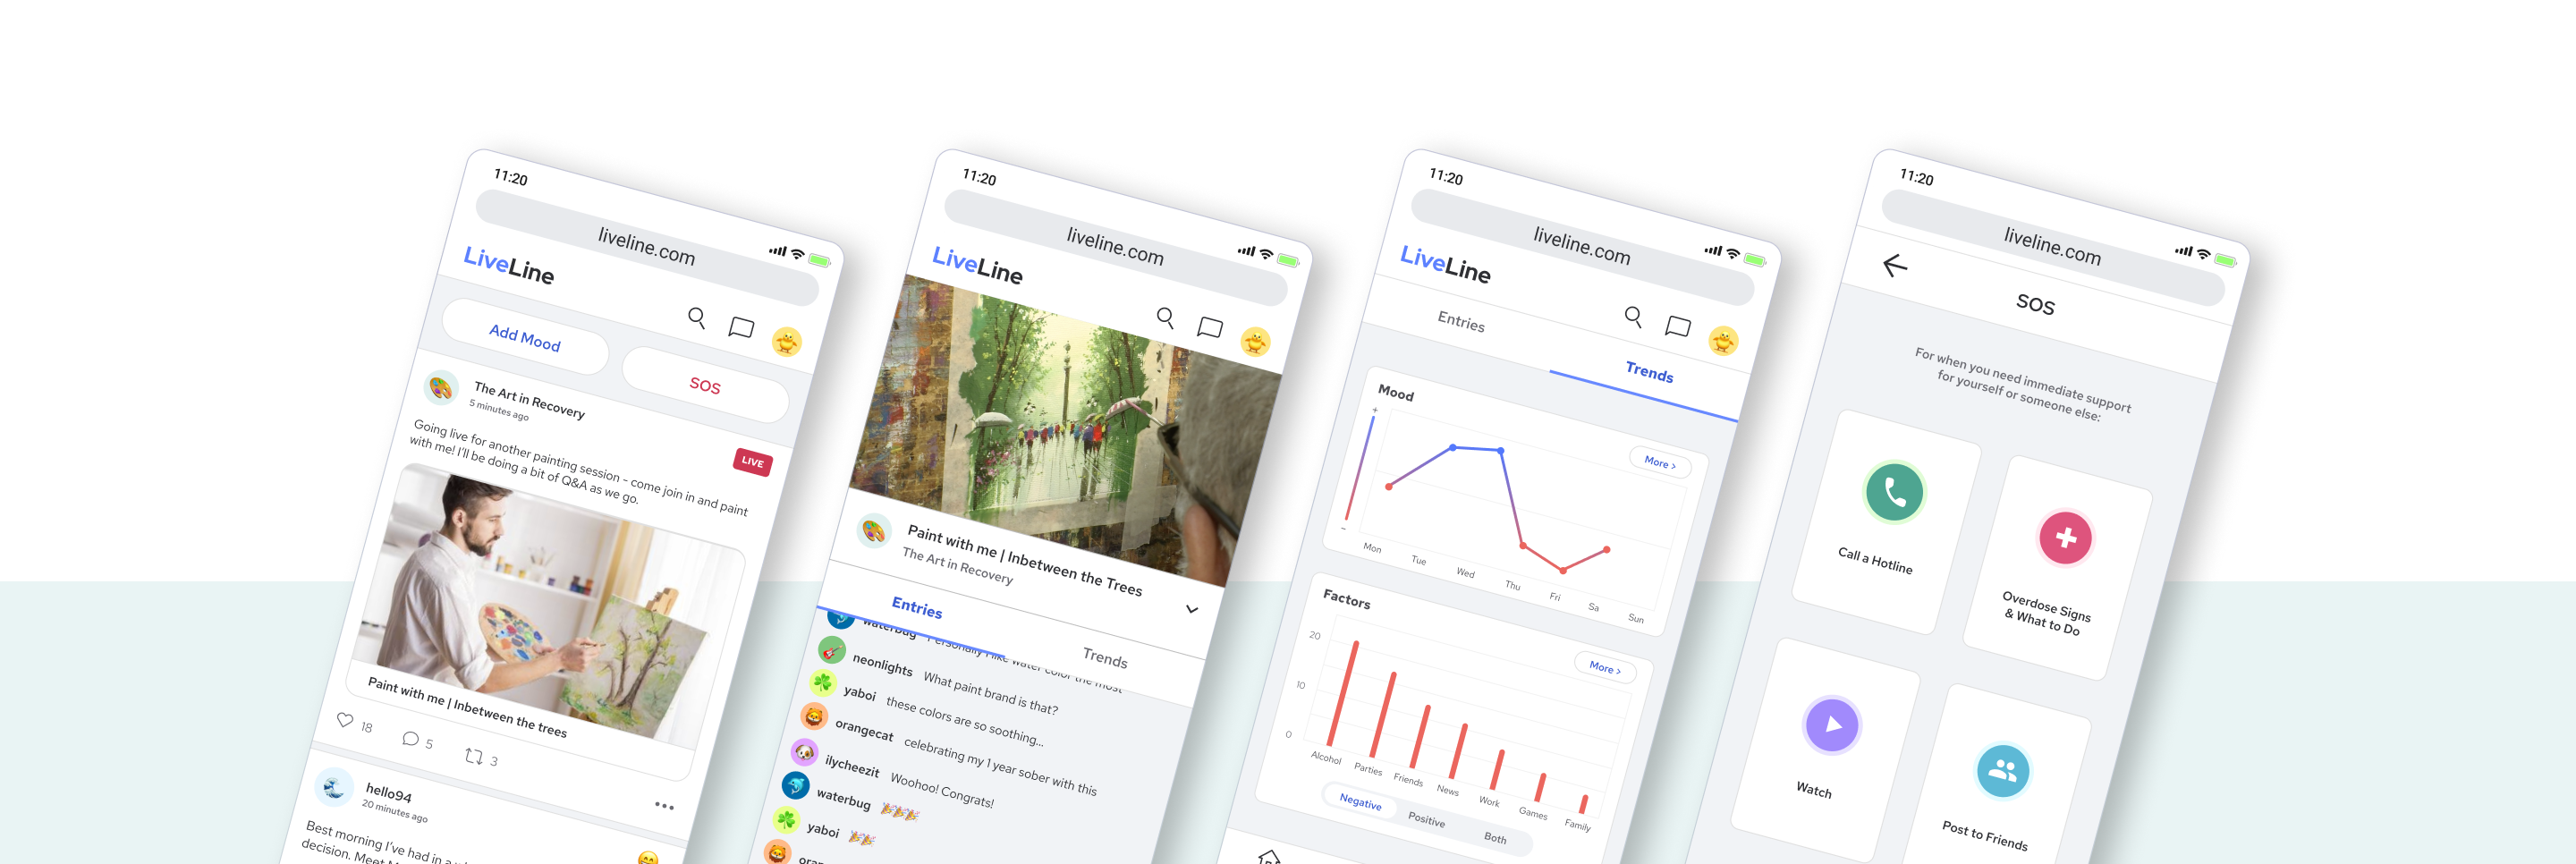 11:20
liveline.com
LiveLine
Add Mood
SOS
The Art in Recovery
5 minutes ago
LIVE
Going live for another painting session - come join in and paint
with me! I'll be doing a bit of Q&A as we go.
Paint with me | Inbetween the trees
18
5
3
hello94
20 minutes ago
Best morning I've had in a
decision. Meet
11:20
liveline.com
LiveLine
Paint with me | Inbetween the Trees
The Art in Recovery
Entries
Trends
waterbug Personally I like water color the most
neonlights What paint brand is that?
yaboi these colors are so soothing...
orangecat celebrating my 1 year sober with this
ilycheezit Woohoo! Congrats!
waterbug 🎉🎉🎉
yaboi 🎉🎉
11:20
liveline.com
LiveLine
Entries
Trends
Mood
More >
+
-
Mon
Tue
Wed
Thu
Fri
Sa
Sun
Factors
More >
20
10
0
Alcohol
Parties
Friends
News
Work
Games
Family
Negative
Positive
Both
11:20
liveline.com
SOS
For when you need immediate support
for yourself or someone else:
Call a Hotline
Overdose Signs
& What to Do
Watch
Post to Friends